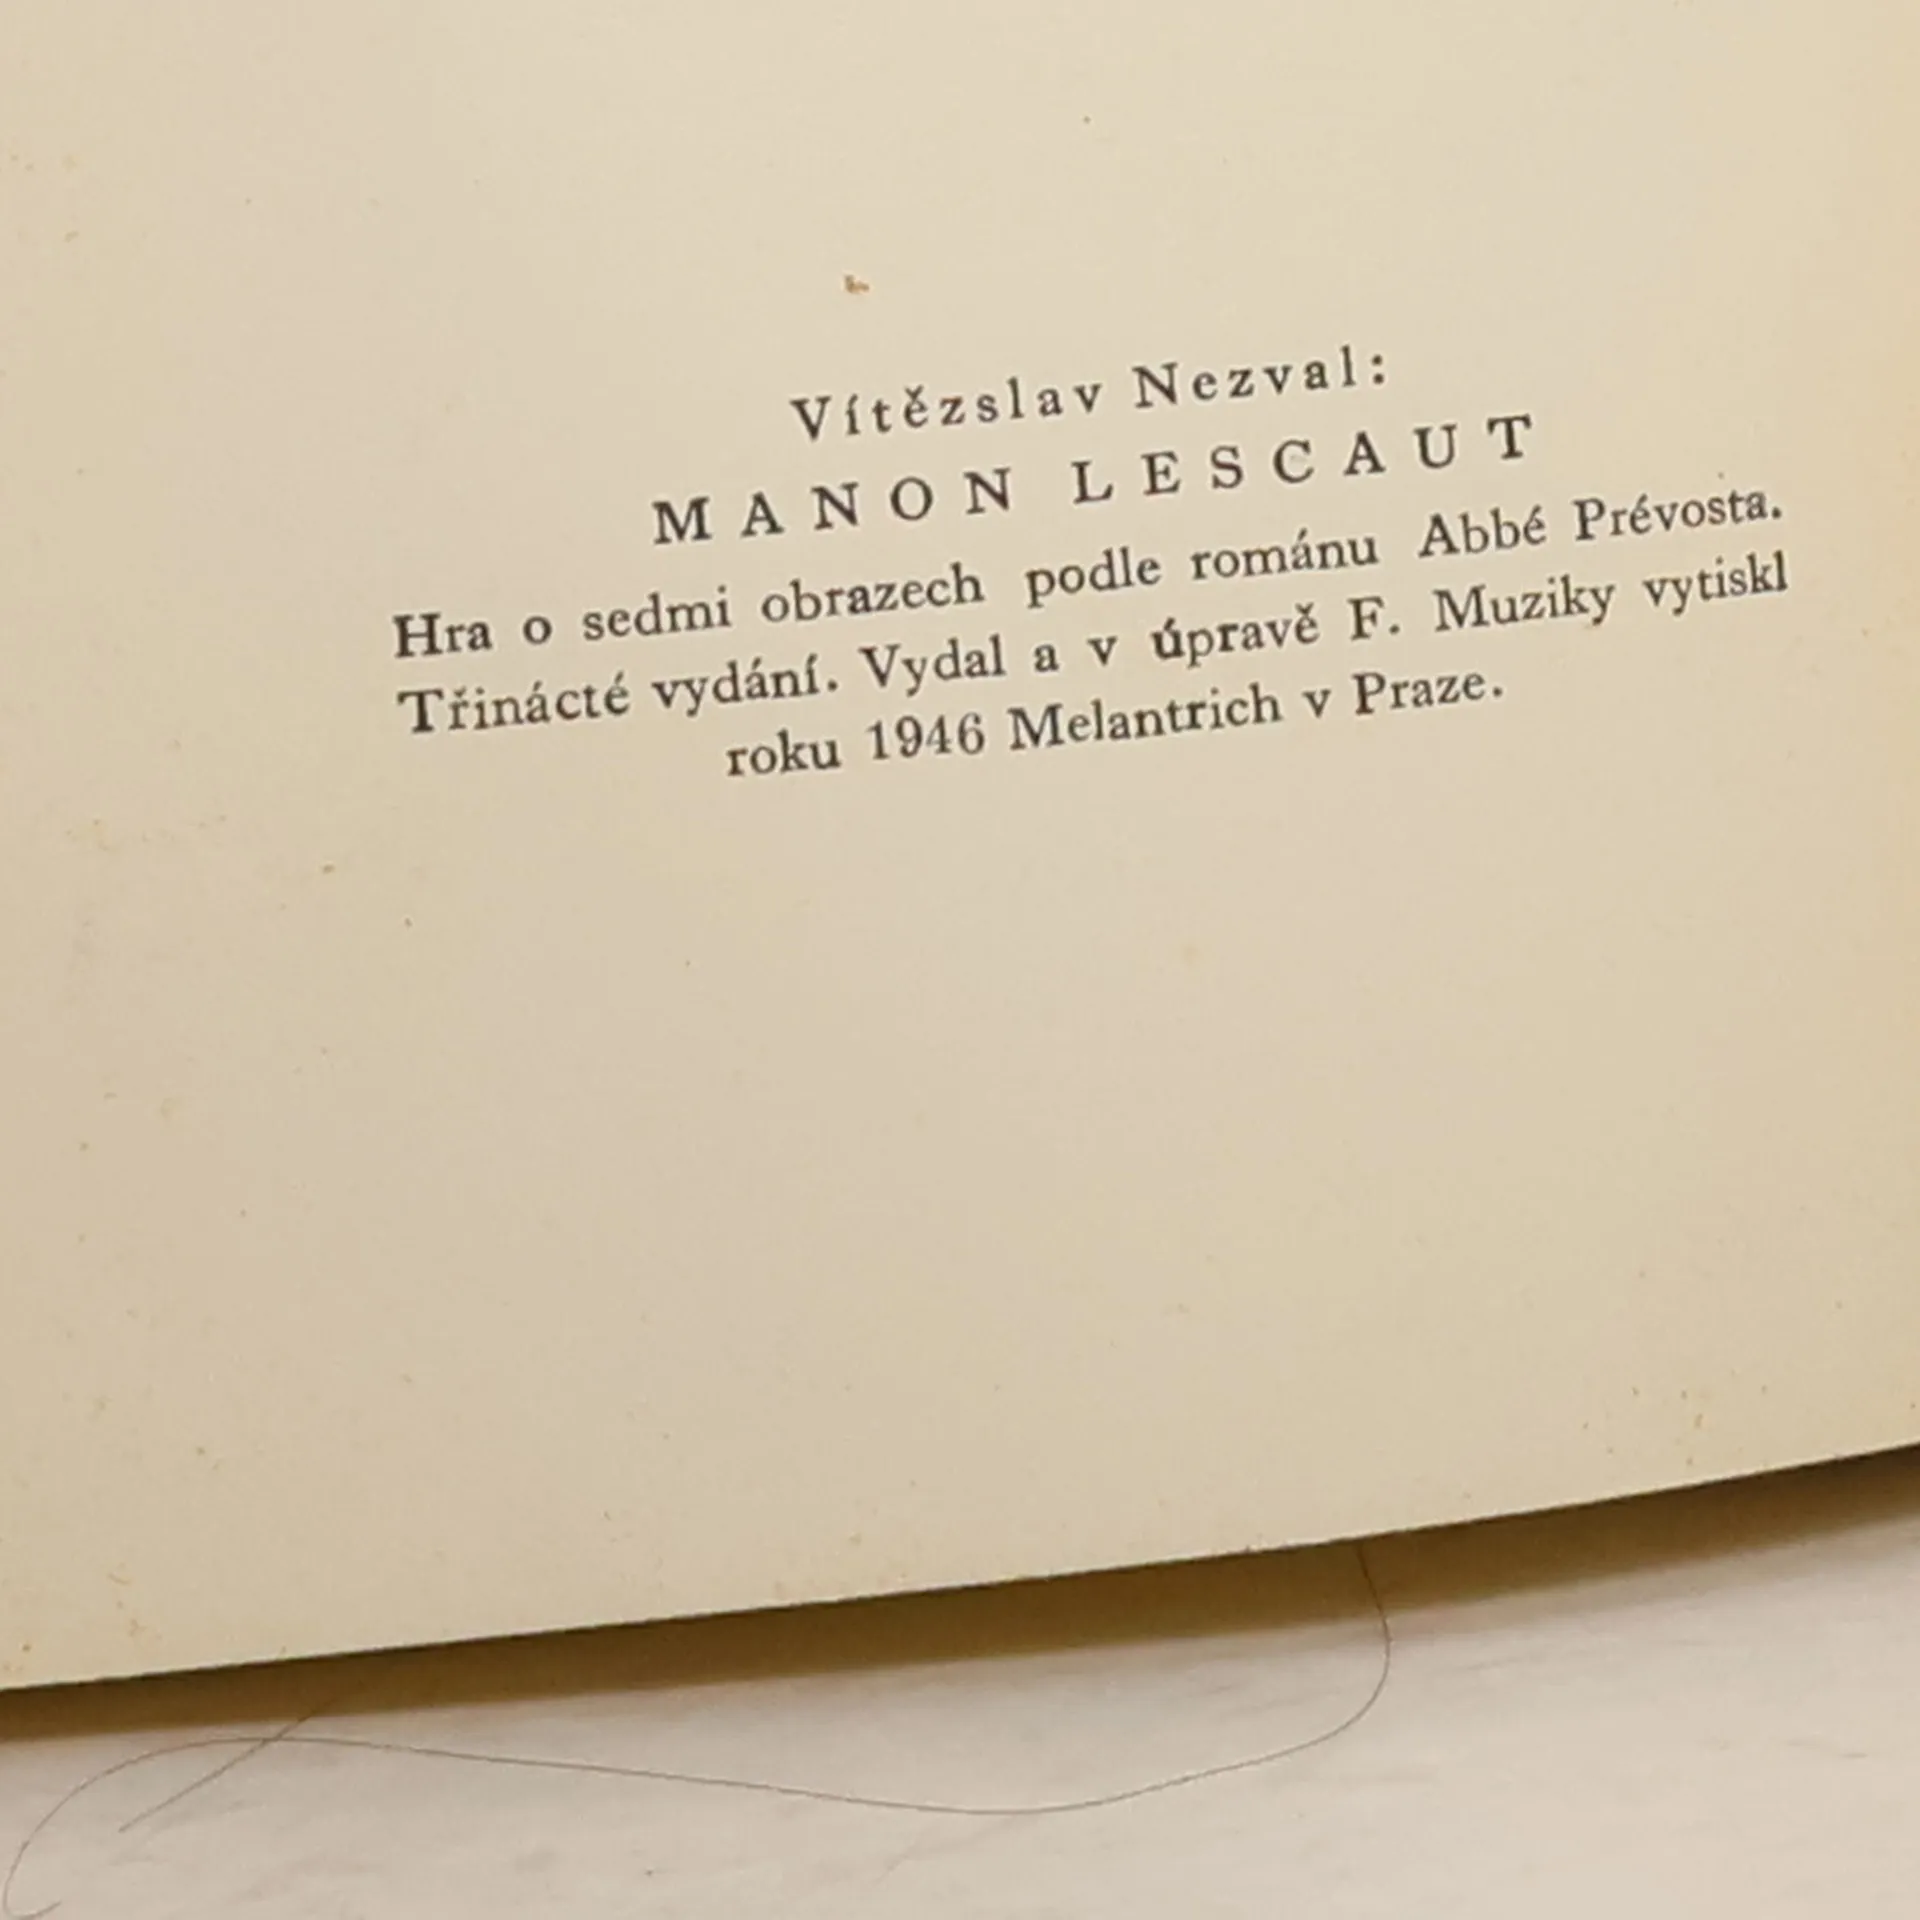 Vítězslav Nezval:
MANON LESCAUT
Hra o sedmi obrazech podle románu Abbé Prévosta.
Třinácté vydání. Vydal a v úpravě F. Muziky vytiskl
roku 1946 Melantrich v Praze.